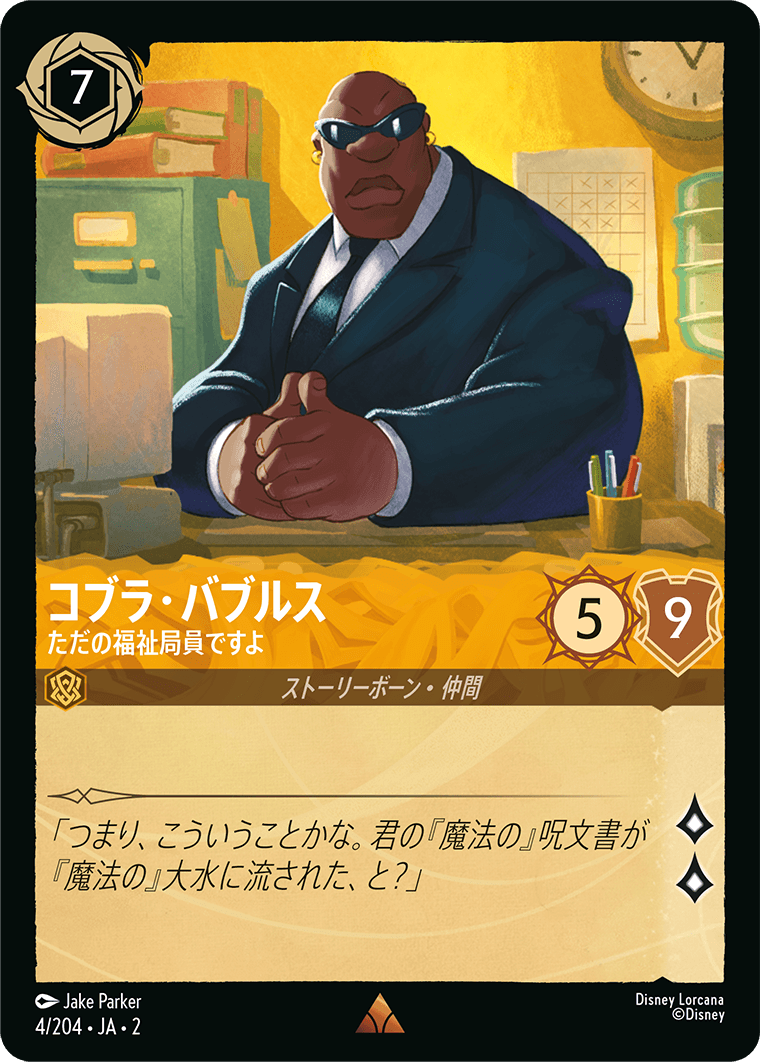 7
コブラ・バブルス
ただの福祉局員ですよ
5
9
ストーリーボーン・仲間
「つまり、こういうことかな。君の『魔法の』呪文書が
『魔法の』大水に流された、と?」
Jake Parker
4/204・JA・2
Disney Lorcana
©Disney